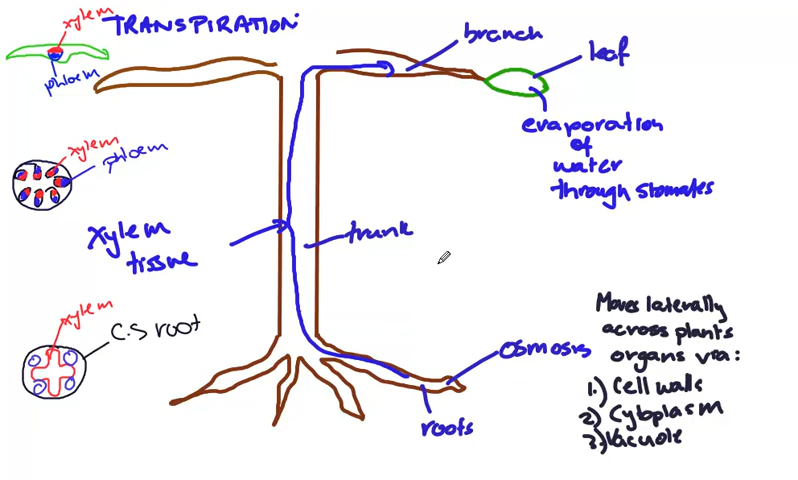 xylem
TRANSPIRATION
phloem
branch
leaf
evaporation
of
water
through stomates
xylem
phloem
xylem
tissue
trunk
xylem
C.S root
osmosis
roots
Moves laterally
across plants
organs via:
1.) Cell walls
2) Cytoplasm
3) Vacuole